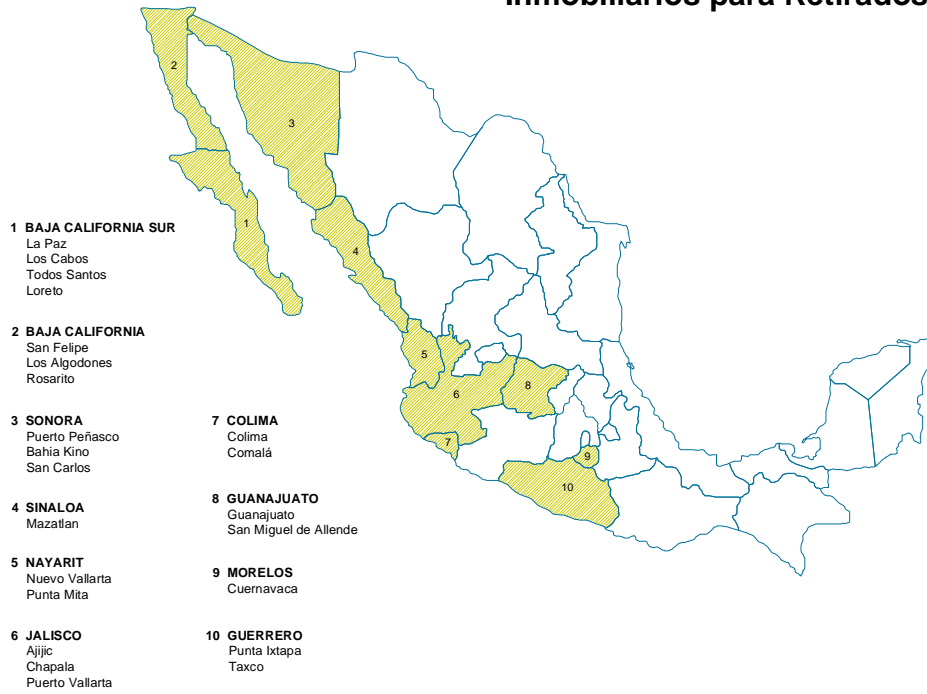 Inmobiliarios para Retirados
2
3
1
4
5
6
7
8
9
10
1 BAJA CALIFORNIA SUR
La Paz
Los Cabos
Todos Santos
Loreto
2 BAJA CALIFORNIA
San Felipe
Los Algodones
Rosarito
3 SONORA
Puerto Peñasco
Bahia Kino
San Carlos
4 SINALOA
Mazatlan
5 NAYARIT
Nuevo Vallarta
Punta Mita
6 JALISCO
Ajijic
Chapala
Puerto Vallarta
7 COLIMA
Colima
Comalá
8 GUANAJUATO
Guanajuato
San Miguel de Allende
9 MORELOS
Cuernavaca
10 GUERRERO
Punta Ixtapa
Taxco